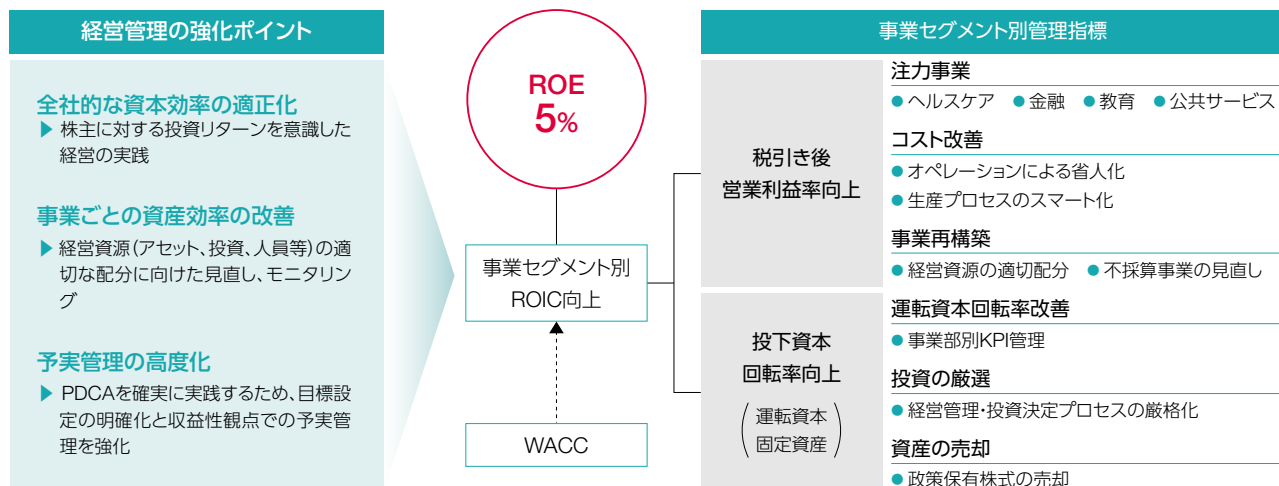 経営管理の強化ポイント
全社的な資本効率の適正化
▶ 株主に対する投資リターンを意識した
経営の実践
事業ごとの資産効率の改善
▶ 経営資源(アセット、投資、人員等)の適
切な配分に向けた見直し、モニタリン
グ
予実管理の高度化
▶ PDCAを確実に実践するため、目標設
定の明確化と収益性観点での予実管
理を強化
ROE
5%
事業セグメント別
ROIC向上
WACC
事業セグメント別管理指標
税引き後
営業利益率向上
注力事業
● ヘルスケア ● 金融 ● 教育 ● 公共サービス
コスト改善
● オペレーションによる省人化
● 生産プロセスのスマート化
事業再構築
● 経営資源の適切配分 ● 不採算事業の見直し
投下資本
回転率向上
(運転資本
固定資産)
運転資本回転率改善
● 事業部別KPI管理
投資の厳選
● 経営管理・投資決定プロセスの厳格化
資産の売却
● 政策保有株式の売却